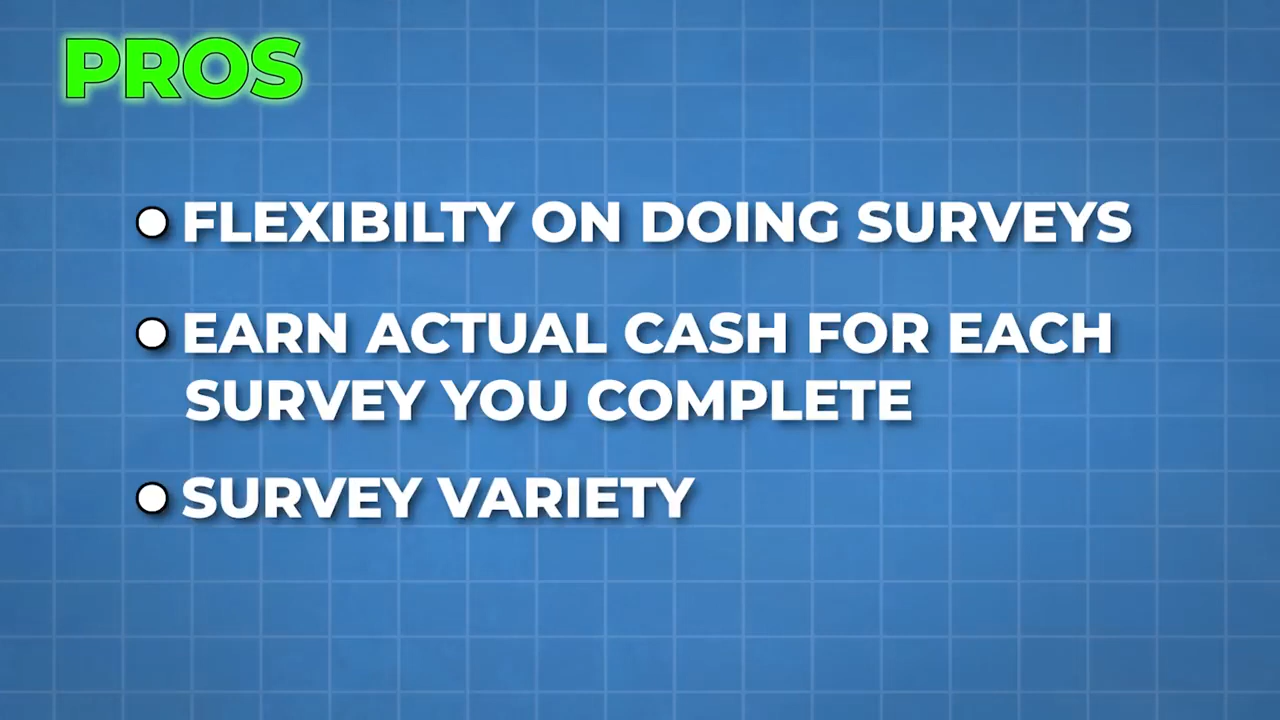 PROS
FLEXIBILTY ON DOING SURVEYS
EARN ACTUAL CASH FOR EACH
SURVEY YOU COMPLETE
SURVEY VARIETY